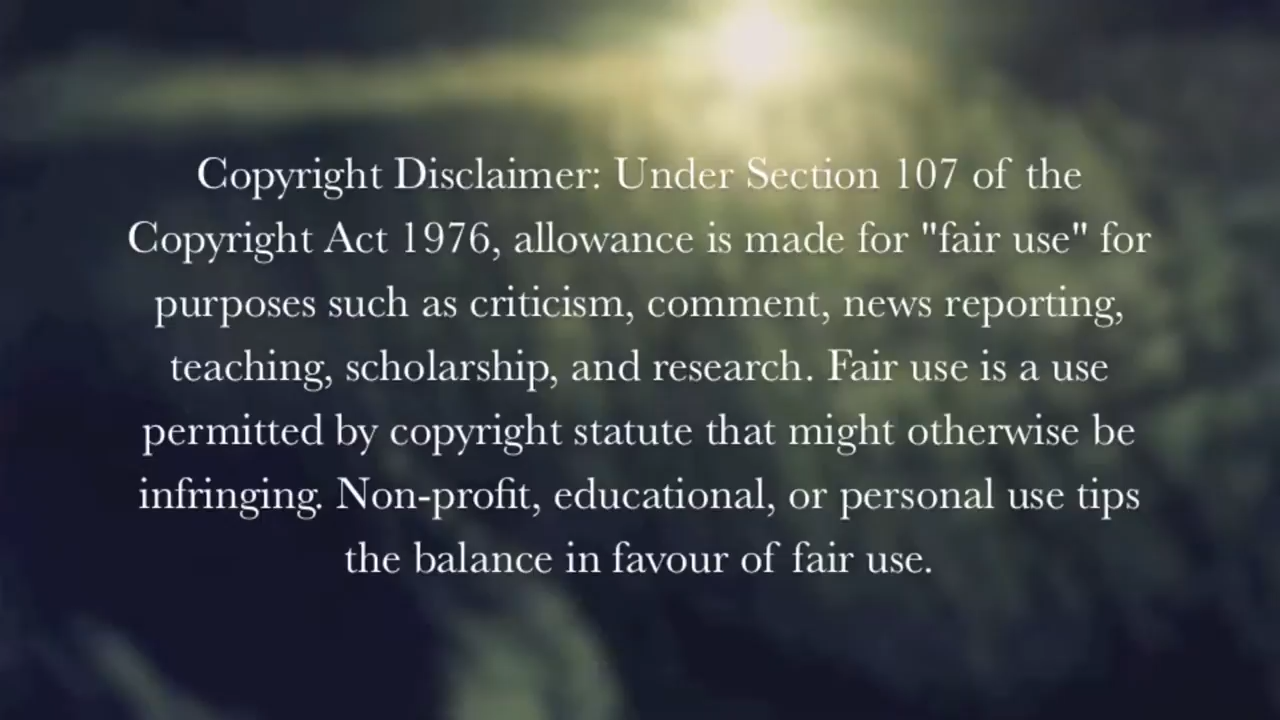 Copyright Disclaimer: Under Section 107 of the
Copyright Act 1976, allowance is made for "fair use" for
purposes such as criticism, comment, news reporting,
teaching, scholarship, and research. Fair use is a use
permitted by copyright statute that might otherwise be
infringing. Non-profit, educational, or personal use tips
the balance in favour of fair use.